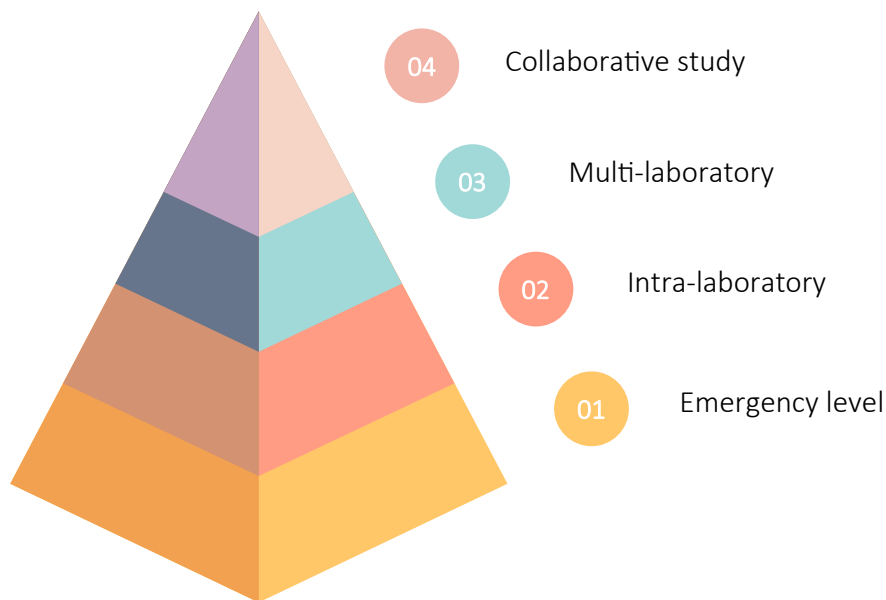 04 Collaborative study
03 Multi-laboratory
02 Intra-laboratory
01 Emergency level